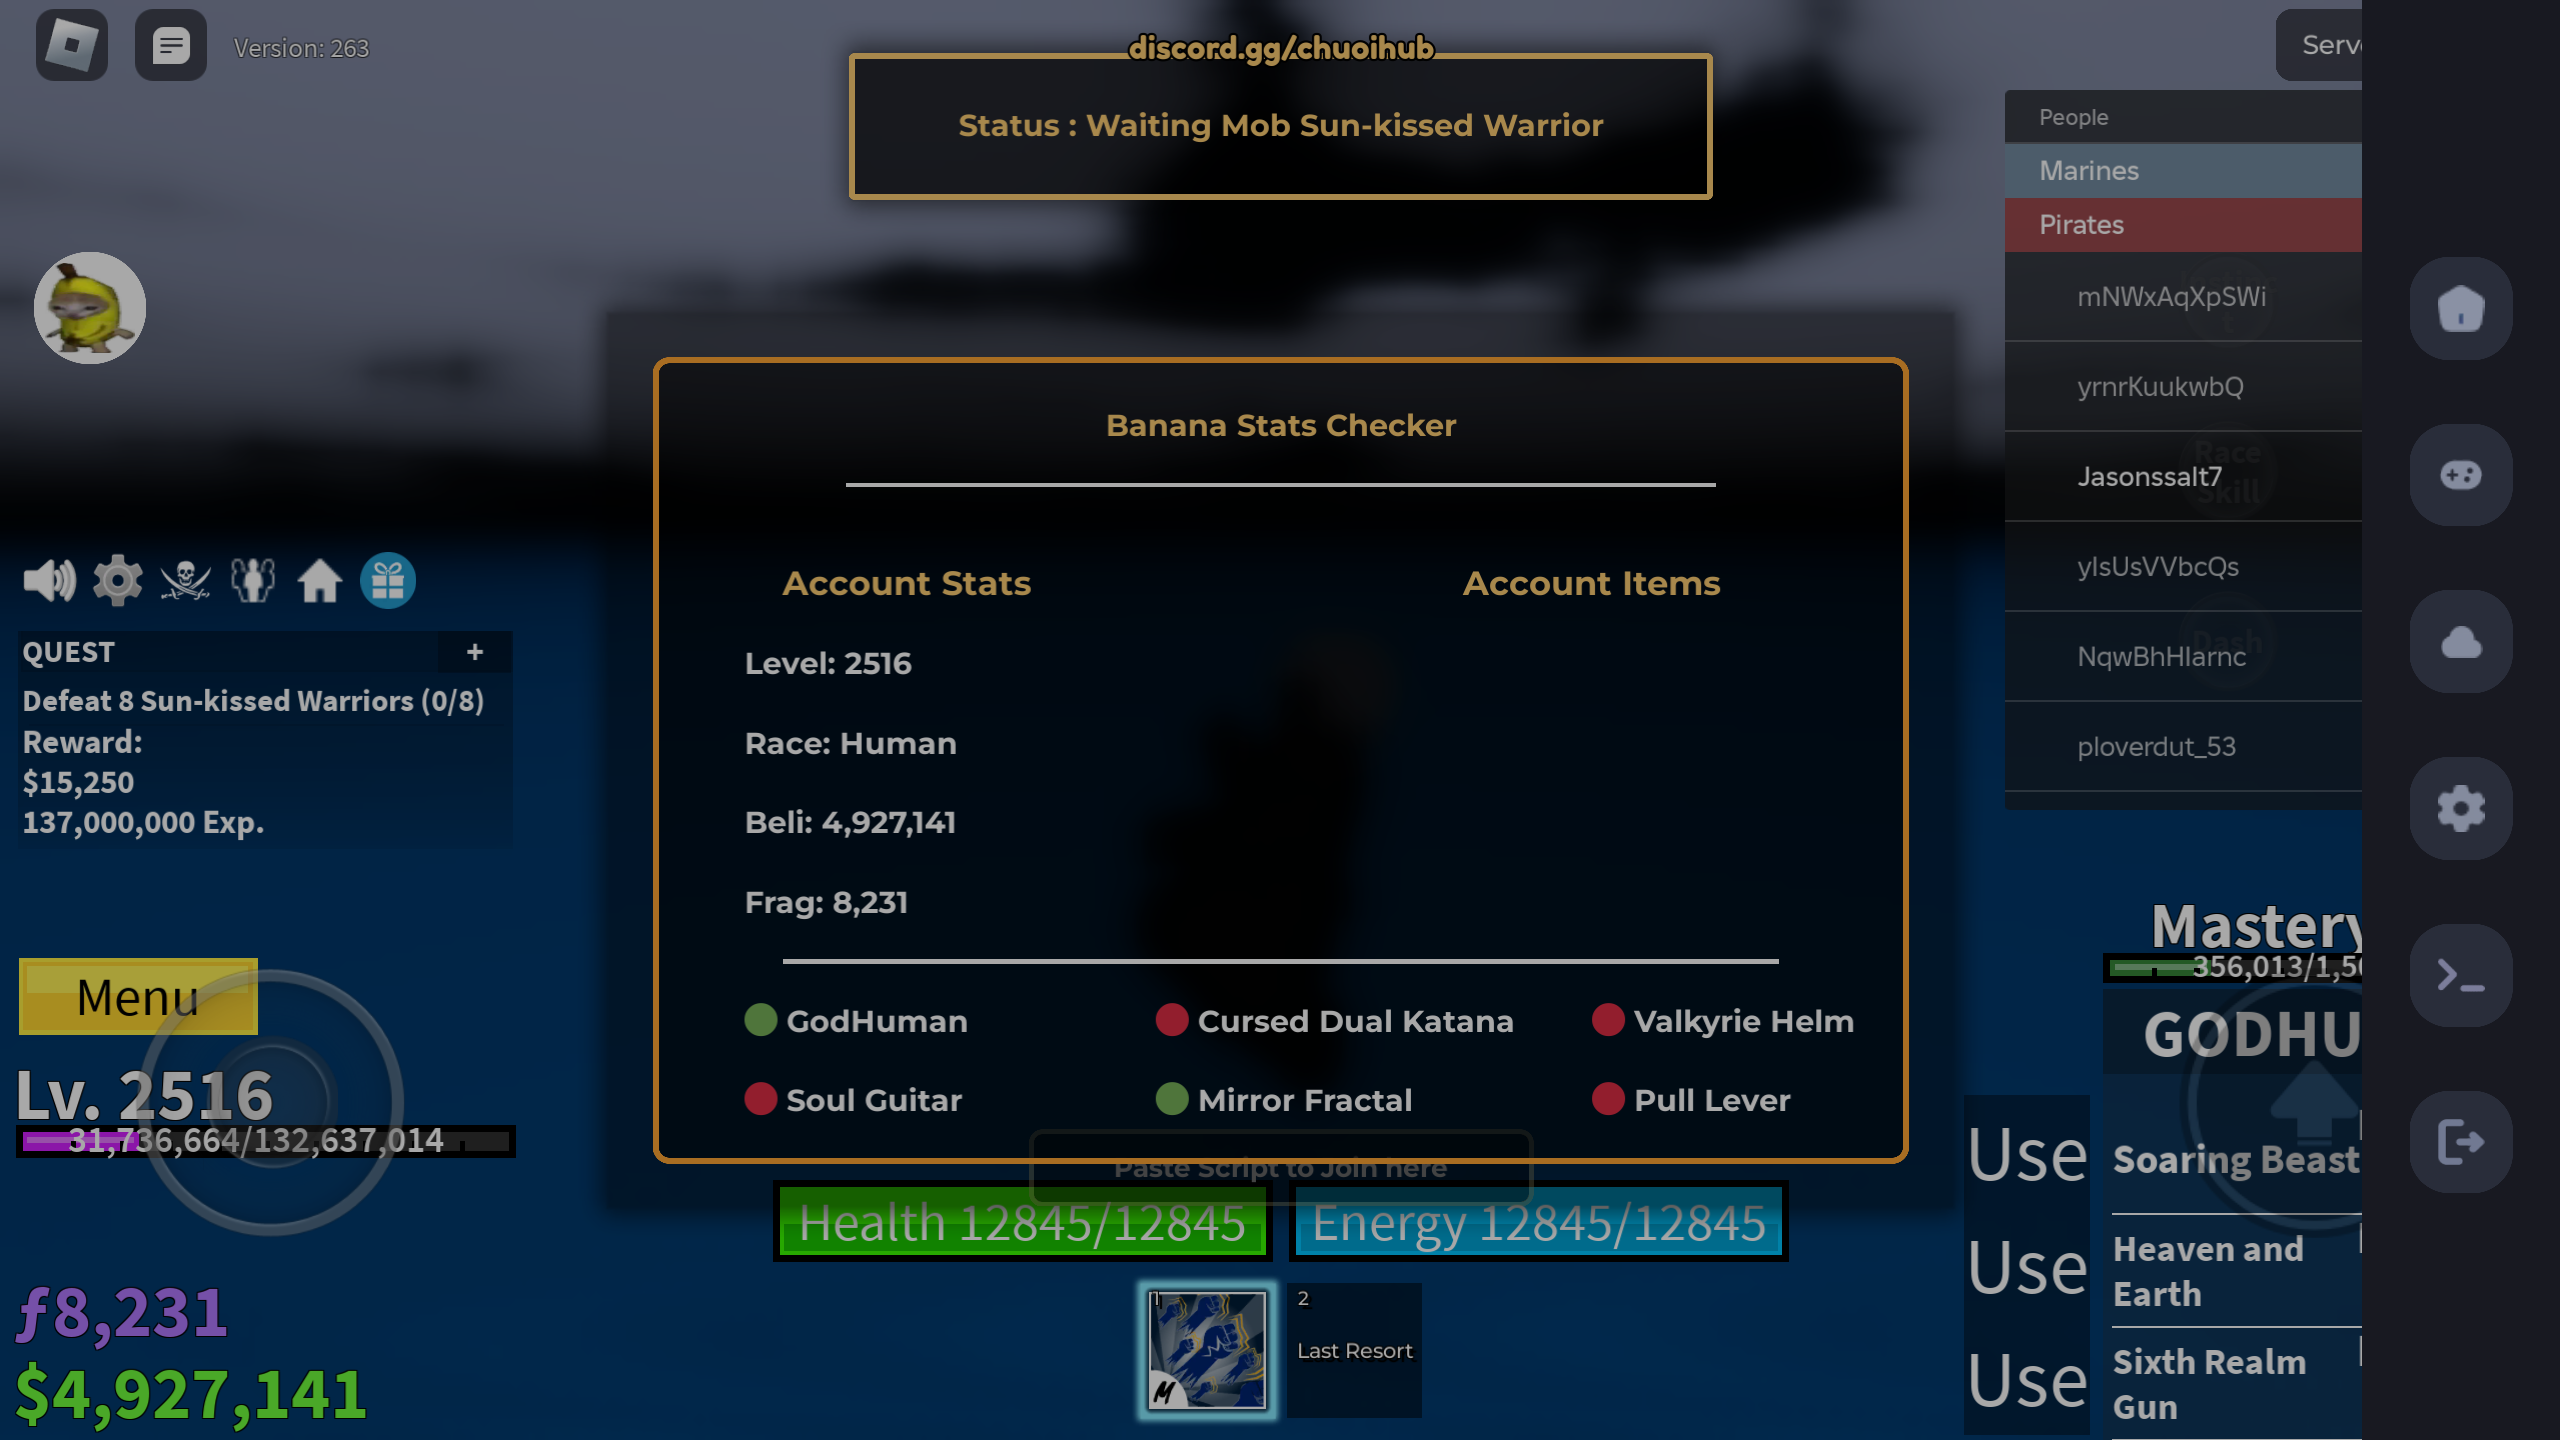 Version: 263
discord.gg/chuoihub
Status : Waiting Mob Sun-kissed Warrior
Serv
People
Marines
Pirates
mNWxAqXpSWi
yrnrKuukwbQ
Race
Jasonssalt7
Skill
Dash
ploverdut_53
Banana Stats Checker
Account Stats
Account Items
Level: 2516
Race: Human
Beli: 4,927,141
Frag: 8,231
GodHuman
Cursed Dual Katana
Valkyrie Helm
Soul Guitar
Mirror Fractal
Pull Lever
Paste Script to Join here
QUEST
+
Defeat 8 Sun-kissed Warriors (0/8)
Reward:
$15,250
137,000,000 Exp.
Menu
Lv. 2516
31,736,664/132,637,014
ƒ8,231
$4,927,141
Health 12845/12845
Energy 12845/12845
1
M
2
Last Resort
Mastery
356,013/1,5
GODHU
Use
Soaring Beast
Use
Heaven and
Earth
Use
Sixth Realm
Gun